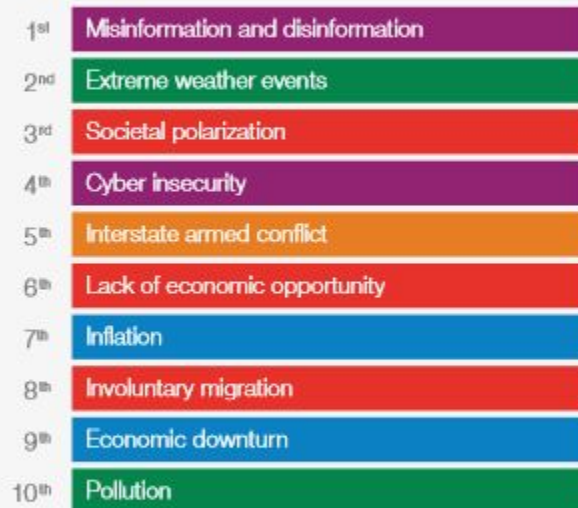 1st Misinformation and disinformation
2nd Extreme weather events
3rd Societal polarization
4th Cyber insecurity
5th Interstate armed conflict
6th Lack of economic opportunity
7th Inflation
8th Involuntary migration
9th Economic downturn
10th Pollution